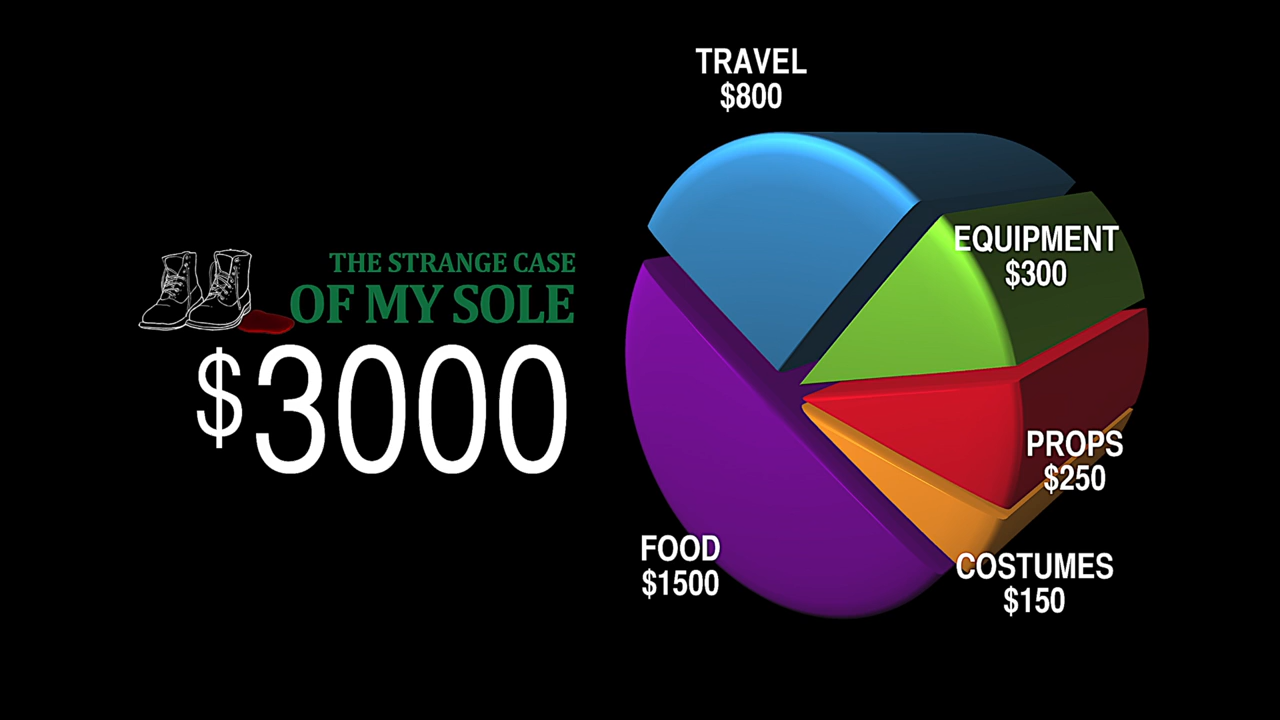 THE STRANGE CASE
OF MY SOLE
$3000
TRAVEL
$800
EQUIPMENT
$300
PROPS
$250
COSTUMES
$150
FOOD
$1500